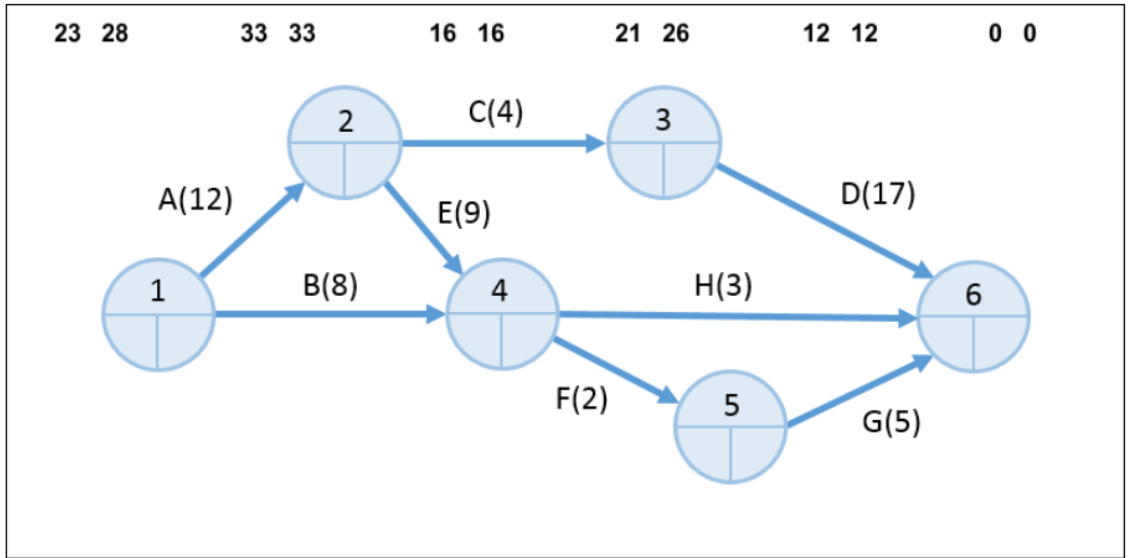 23 28 33 33 16 16 21 26 12 12 0 0
C(4)
2
3
A(12)
E(9)
D(17)
1
B(8)
4
H(3)
6
F(2)
5
G(5)